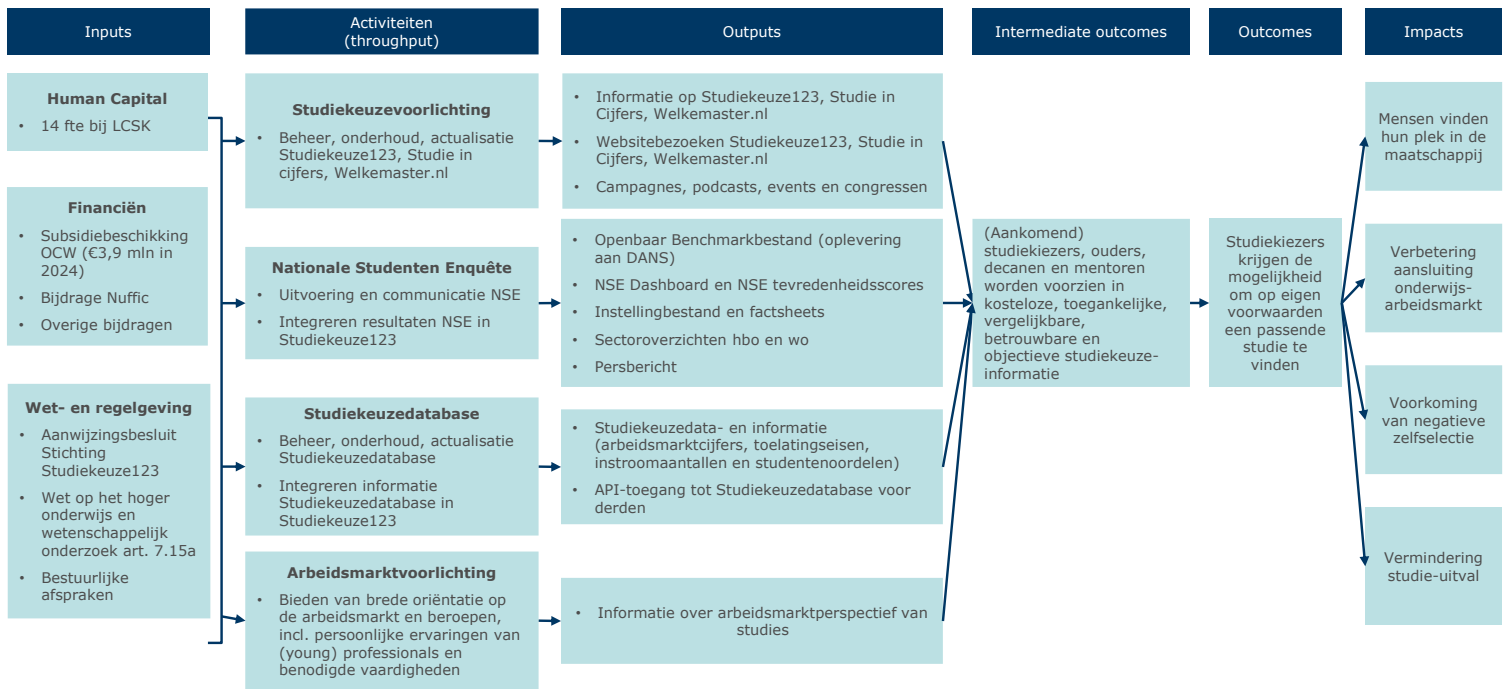 Inputs
Activiteiten
(throughput)
Outputs
Intermediate outcomes
Outcomes
Impacts
Human Capital
• 14 fte bij LCSK
Financiën
• Subsidiebeschikking
OCW (€3,9 mln in
2024)
• Bijdrage Nuffic
• Overige bijdragen
Wet- en regelgeving
• Aanwijzingsbesluit
Stichting
Studiekeuze123
• Wet op het hoger
onderwijs en
wetenschappelijk
onderzoek art. 7.15a
• Bestuurlijke
afspraken
Studiekeuzevoorlichting
• Beheer, onderhoud, actualisatie
Studiekeuze123, Studie in
cijfers, Welkemaster.nl
Nationale Studenten Enquête
• Uitvoering en communicatie NSE
• Integreren resultaten NSE in
Studiekeuze123
Studiekeuzedatabase
• Beheer, onderhoud, actualisatie
Studiekeuzedatabase
• Integreren informatie
Studiekeuzedatabase in
Studiekeuze123
Arbeidsmarktvoorlichting
• Bieden van brede oriëntatie op
de arbeidsmarkt en beroepen,
incl. persoonlijke ervaringen van
(young) professionals en
benodigde vaardigheden
• Informatie op Studiekeuze123, Studie in
Cijfers, Welkemaster.nl
• Websitebezoeken Studiekeuze123, Studie in
Cijfers, Welkemaster.nl
• Campagnes, podcasts, events en congressen
• Openbaar Benchmarkbestand (oplevering
aan DANS)
• NSE Dashboard en NSE tevredenheidsscores
• Instellingbestand en factsheets
• Sectoroverzichten hbo en wo
• Persbericht
• Studiekeuzedata- en informatie
(arbeidsmarktcijfers, toelatingseisen,
instroomaantallen en studentenoordelen)
• API-toegang tot Studiekeuzedatabase voor
derden
• Informatie over arbeidsmarktperspectief van
studies
(Aankomend)
studiekiezers, ouders,
decanen en mentoren
worden voorzien in
kosteloze, toegankelijke,
vergelijkbare,
betrouwbare en
objectieve studiekeuze-
informatie
Studiekiezers
krijgen de
mogelijkheid
om op eigen
voorwaarden
een passende
studie te
vinden
Mensen vinden
hun plek in de
maatschappij
Verbetering
aansluiting
onderwijs-
arbeidsmarkt
Voorkoming
van negatieve
zelfselectie
Vermindering
studie-uitval